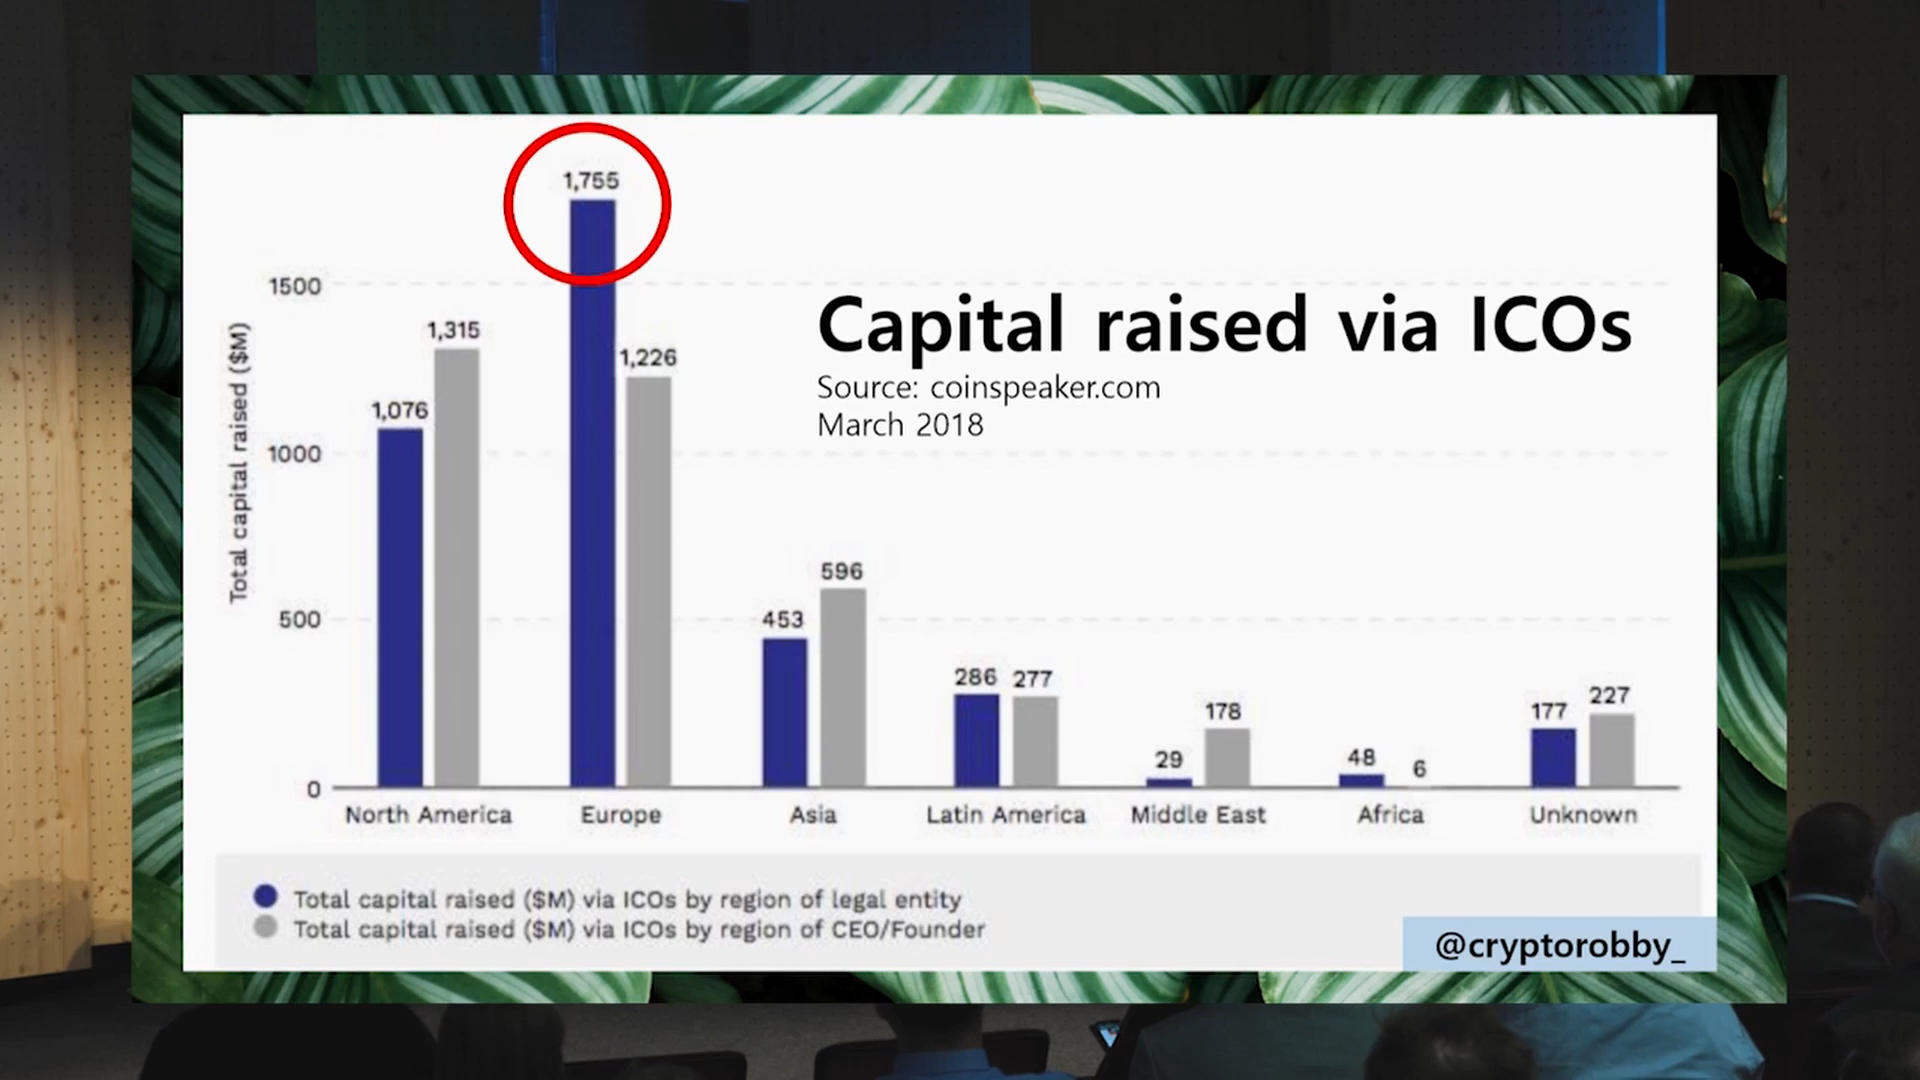 1,755
1500
Total capital raised ($M)
1,315
1,226
Capital raised via ICOs
Source: coinspeaker.com
March 2018
1,076
1000
596
500
453
286
277
178
29
48
6
177
227
0
North America
Europe
Asia
Latin America
Middle East
Africa
Unknown
Total capital raised ($M) via ICOs by region of legal entity
Total capital raised ($M) via ICOs by region of CEO/Founder
@cryptorobby_